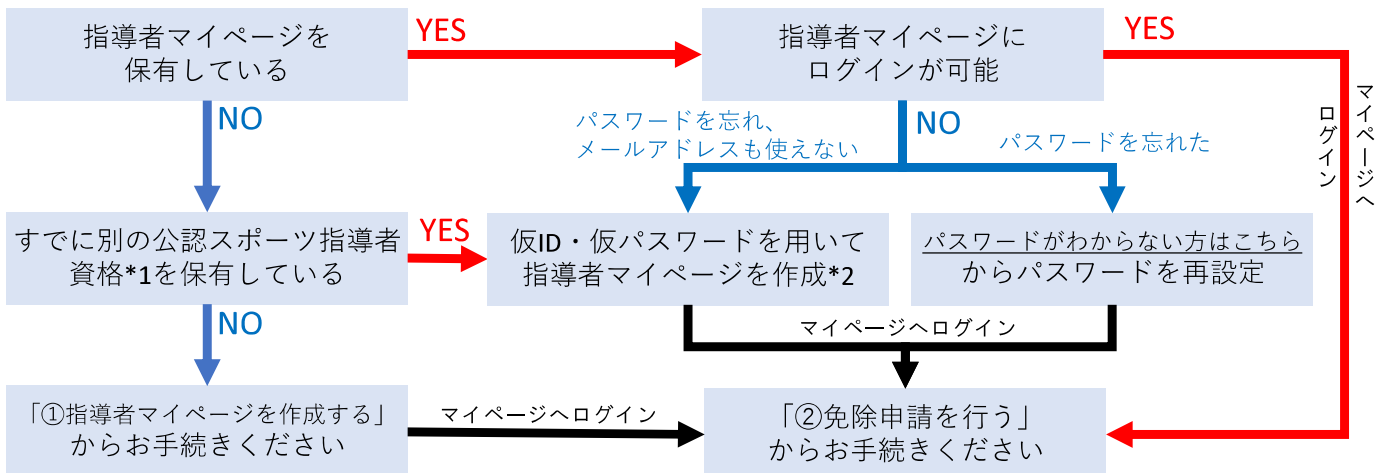 指導者マイページを
保有している
YES
指導者マイページに
ログインが可能
YES
マイページへ
ログイン
NO
パスワードを忘れ、
メールアドレスも使えない
NO
パスワードを忘れた
すでに別の公認スポーツ指導者
資格*1を保有している
YES
仮ID・仮パスワードを用いて
指導者マイページを作成*2
パスワードがわからない方はこちら
からパスワードを再設定
NO
マイページへログイン
「①指導者マイページを作成する」
からお手続きください
マイページへログイン
「②免除申請を行う」
からお手続きください